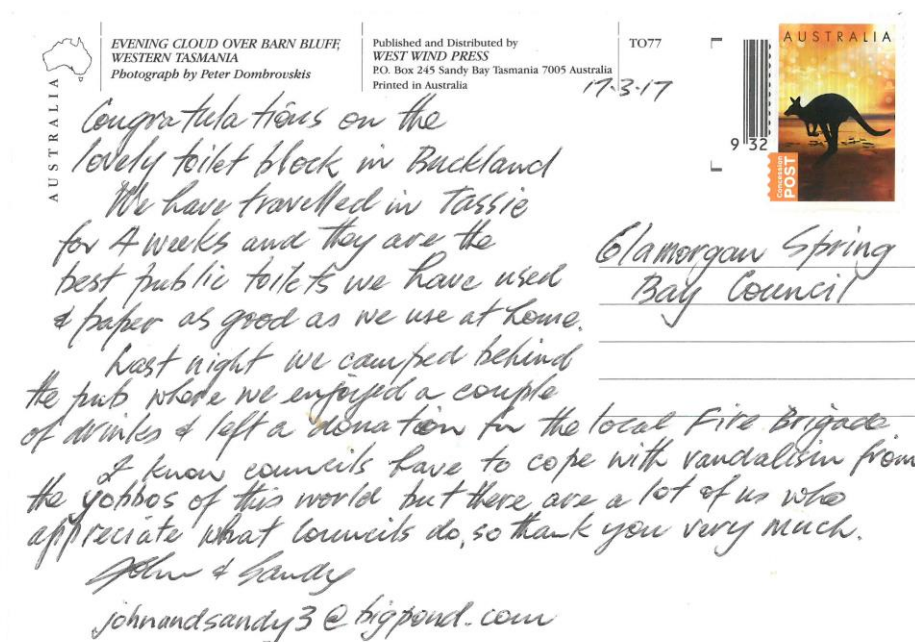 AUSTRALIA
EVENING CLOUD OVER BARN BLUFF,
WESTERN TASMANIA
Photograph by Peter Dombrovskis
Published and Distributed by
WEST WIND PRESS
P.O. Box 245 Sandy Bay Tasmania 7005 Australia
Printed in Australia
TO77
17-3-17
9 32
AUSTRALIA
Concession
POST
Congratulations on the
lovely toilet block in Buckland
We have travelled in Tassie
for 4 weeks and they are the
best public toilets we have used
& paper as good as we use at home.
Last night we camped behind
the pub where we enjoyed a couple
of drinks & left a donation for the local Fire Brigade
I know councils have to cope with vandalism from
the yobbos of this world but there are a lot of us who
appreciate what councils do, so thank you very much.
John & Sandy
johnandsandy3@bigpond.com
Glamorgan Spring
Bay Council